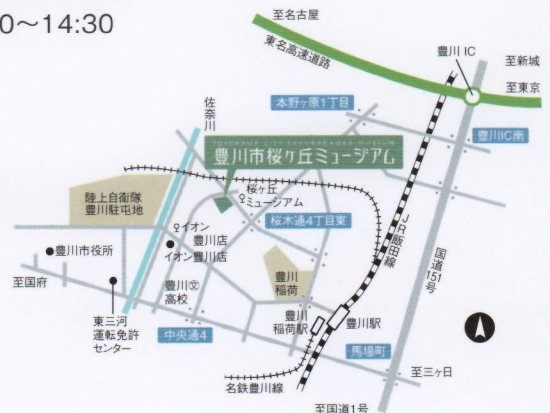 0～14:30
至名古屋
東名高速道路
豊川 IC
至新城
至東京
佐奈川
本野ヶ原1丁目
豊川IC南
TOYOKAWA CITY SAKURAGAOKA MUSEUM
豊川市桜ヶ丘ミュージアム
陸上自衛隊
豊川駐屯地
桜ヶ丘
ミュージアム
桜木通4丁目東
JR飯田線
国道151号
イオン
豊川店
イオン豊川店
豊川市役所
至国府
豊川
高校
文
豊川
稲荷
豊川
稲荷駅
豊川駅
東三河
運転免許
センター
中央通4
馬場町
至三ヶ日
名鉄豊川線
至国道1号